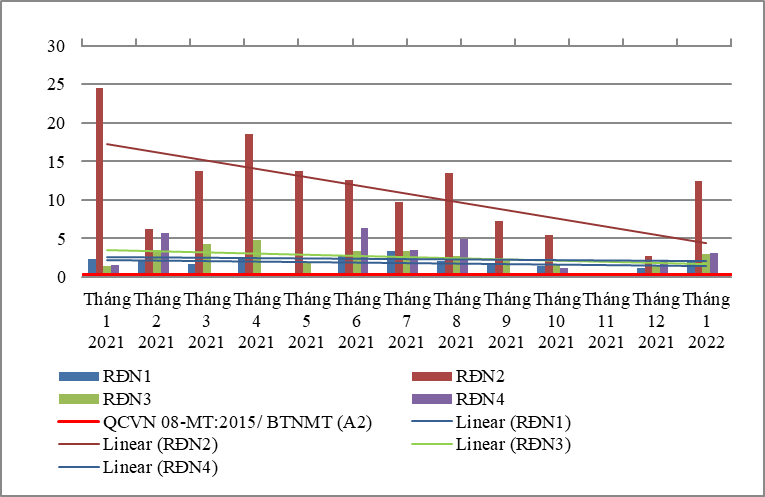 30
25
20
15
10
5
0
Tháng Tháng Tháng Tháng Tháng Tháng Tháng Tháng Tháng Tháng Tháng Tháng Tháng
1 2 3 4 5 6 7 8 9 10 11 12 1
2021 2021 2021 2021 2021 2021 2021 2021 2021 2021 2021 2021 2022
RĐN1 RĐN2
RĐN3 RĐN4
QCVN 08-MT:2015/ BTNMT (A2) Linear (RĐN1)
Linear (RĐN2) Linear (RĐN3)
Linear (RĐN4)